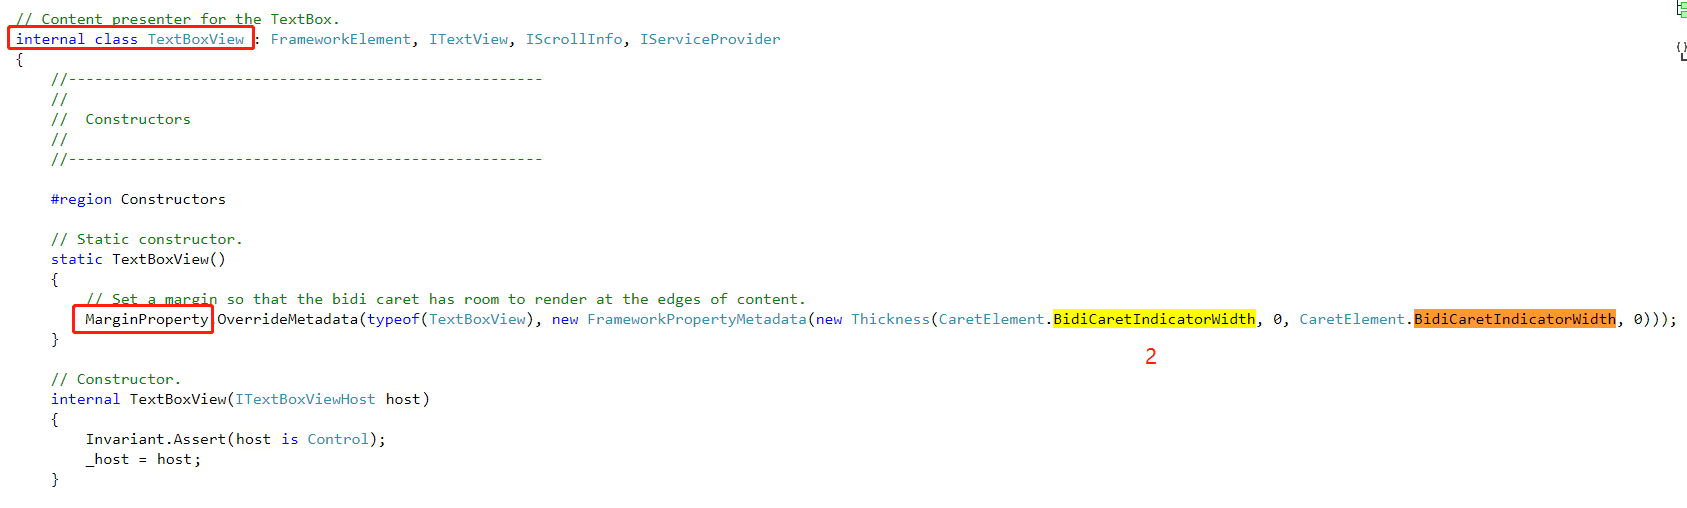 // Content presenter for the TextBox.
internal class TextBoxView : FrameworkElement, ITextView, IScrollInfo, IServiceProvider
{
//------------------------------------------------------
//
// Constructors
//
//------------------------------------------------------
#region Constructors
// Static constructor.
static TextBoxView()
{
// Set a margin so that the bidi caret has room to render at the edges of content.
MarginProperty.OverrideMetadata(typeof(TextBoxView), new FrameworkPropertyMetadata(new Thickness(CaretElement.BidiCaretIndicatorWidth, 0, CaretElement.BidiCaretIndicatorWidth, 0)));
}
2
// Constructor.
internal TextBoxView(ITextBoxViewHost host)
{
Invariant.Assert(host is Control);
_host = host;
}